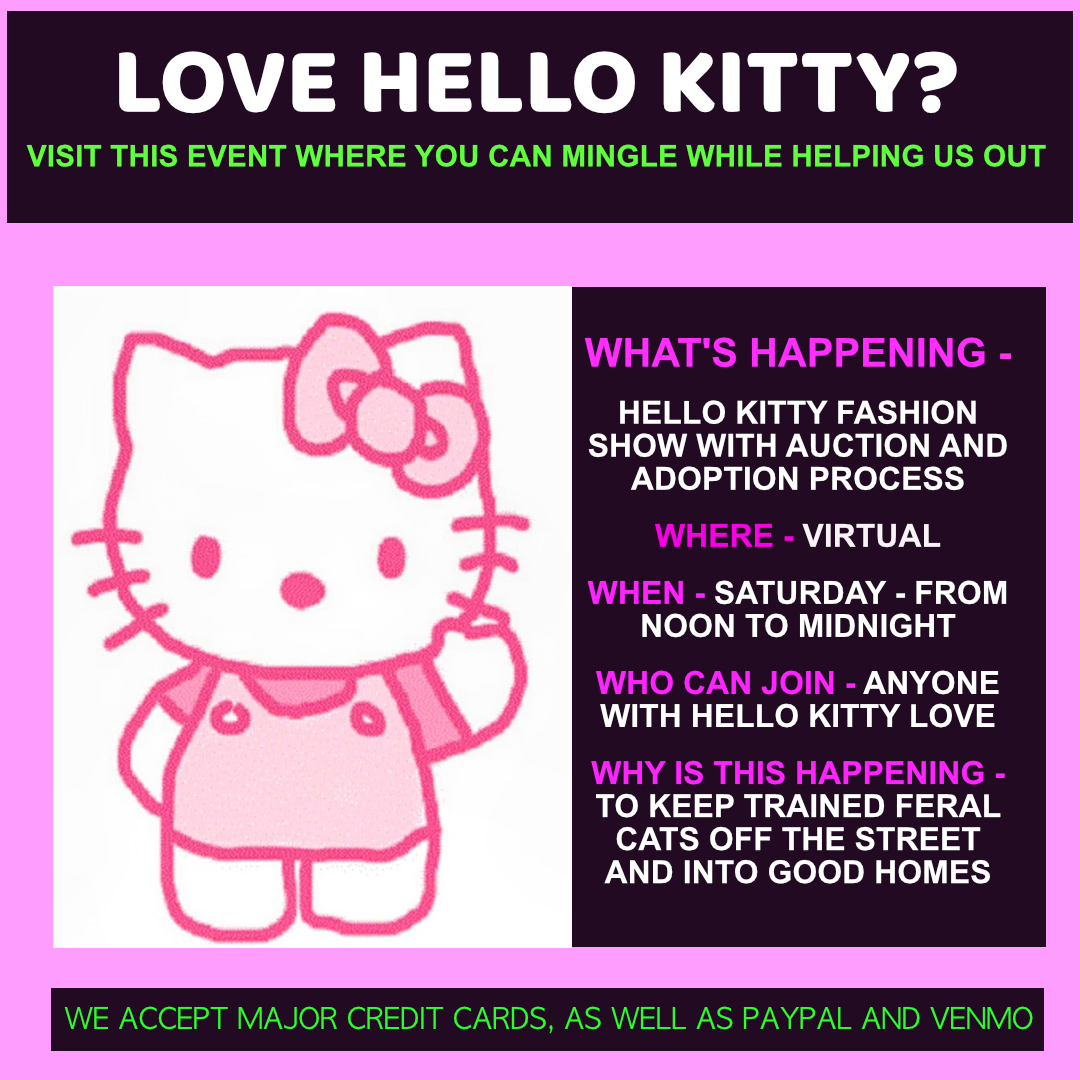 LOVE HELLO KITTY?
VISIT THIS EVENT WHERE YOU CAN MINGLE WHILE HELPING US OUT
WHAT'S HAPPENING -
HELLO KITTY FASHION
SHOW WITH AUCTION AND
ADOPTION PROCESS
WHERE - VIRTUAL
WHEN - SATURDAY - FROM
NOON TO MIDNIGHT
WHO CAN JOIN - ANYONE
WITH HELLO KITTY LOVE
WHY IS THIS HAPPENING -
TO KEEP TRAINED FERAL
CATS OFF THE STREET
AND INTO GOOD HOMES
WE ACCEPT MAJOR CREDIT CARDS, AS WELL AS PAYPAL AND VENMO